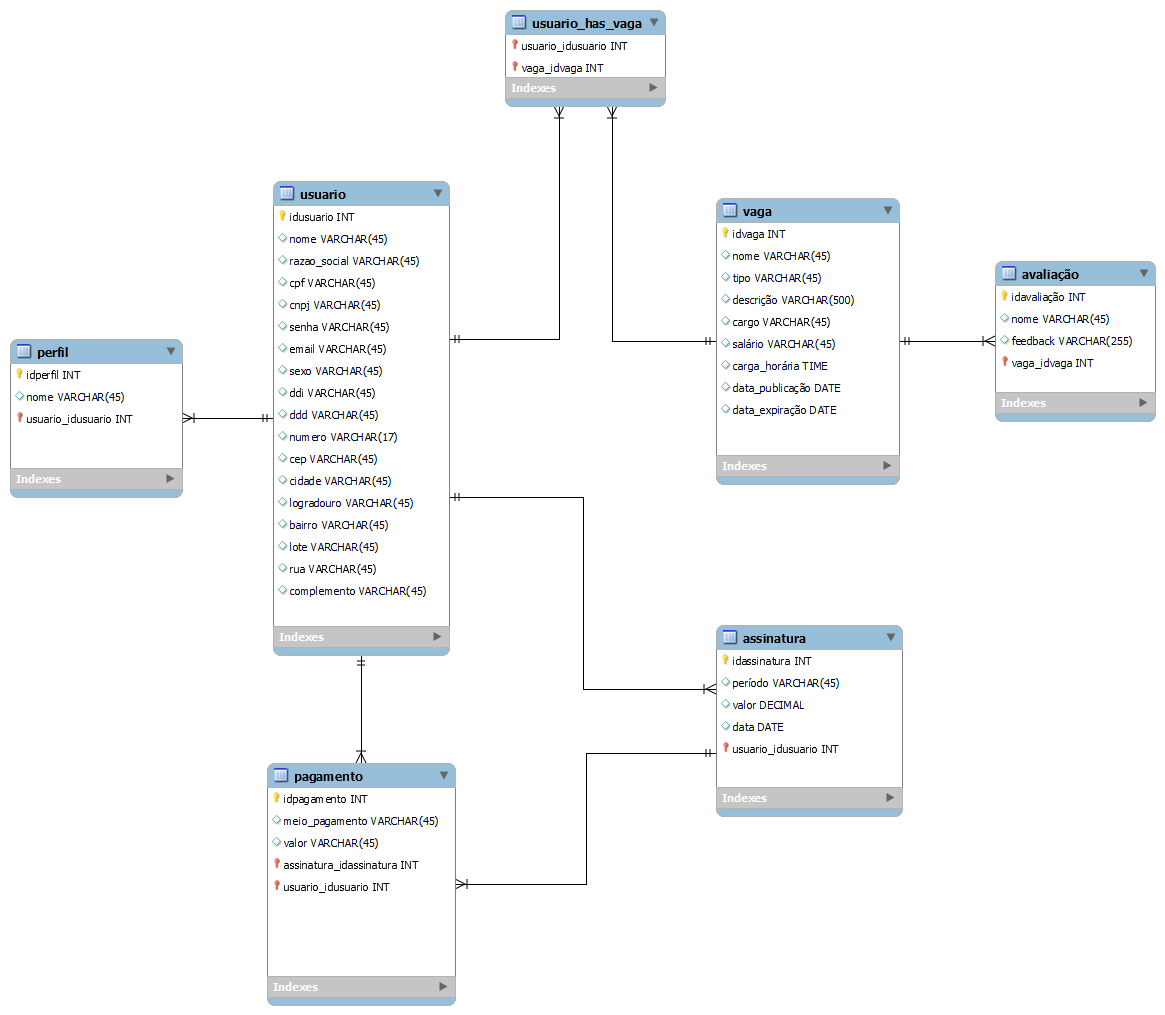 usuario_has_vaga
usuario_idusuario INT
vaga_idvaga INT
Indexes
usuario
idusuario INT
nome VARCHAR(45)
razao_social VARCHAR(45)
cpf VARCHAR(45)
cnpj VARCHAR(45)
senha VARCHAR(45)
email VARCHAR(45)
sexo VARCHAR(45)
ddi VARCHAR(45)
ddd VARCHAR(45)
numero VARCHAR(17)
cep VARCHAR(45)
cidade VARCHAR(45)
logradouro VARCHAR(45)
bairro VARCHAR(45)
lote VARCHAR(45)
rua VARCHAR(45)
complemento VARCHAR(45)
Indexes
vaga
idvaga INT
nome VARCHAR(45)
tipo VARCHAR(45)
descrição VARCHAR(500)
cargo VARCHAR(45)
salário VARCHAR(45)
carga_horária TIME
data_publicação DATE
data_expiração DATE
Indexes
avaliação
idavaliação INT
nome VARCHAR(45)
feedback VARCHAR(255)
vaga_idvaga INT
Indexes
perfil
idperfil INT
nome VARCHAR(45)
usuario_idusuario INT
Indexes
assinatura
idassinatura INT
período VARCHAR(45)
valor DECIMAL
data DATE
usuario_idusuario INT
Indexes
pagamento
idpagamento INT
meio_pagamento VARCHAR(45)
valor VARCHAR(45)
assinatura_idassinatura INT
usuario_idusuario INT
Indexes